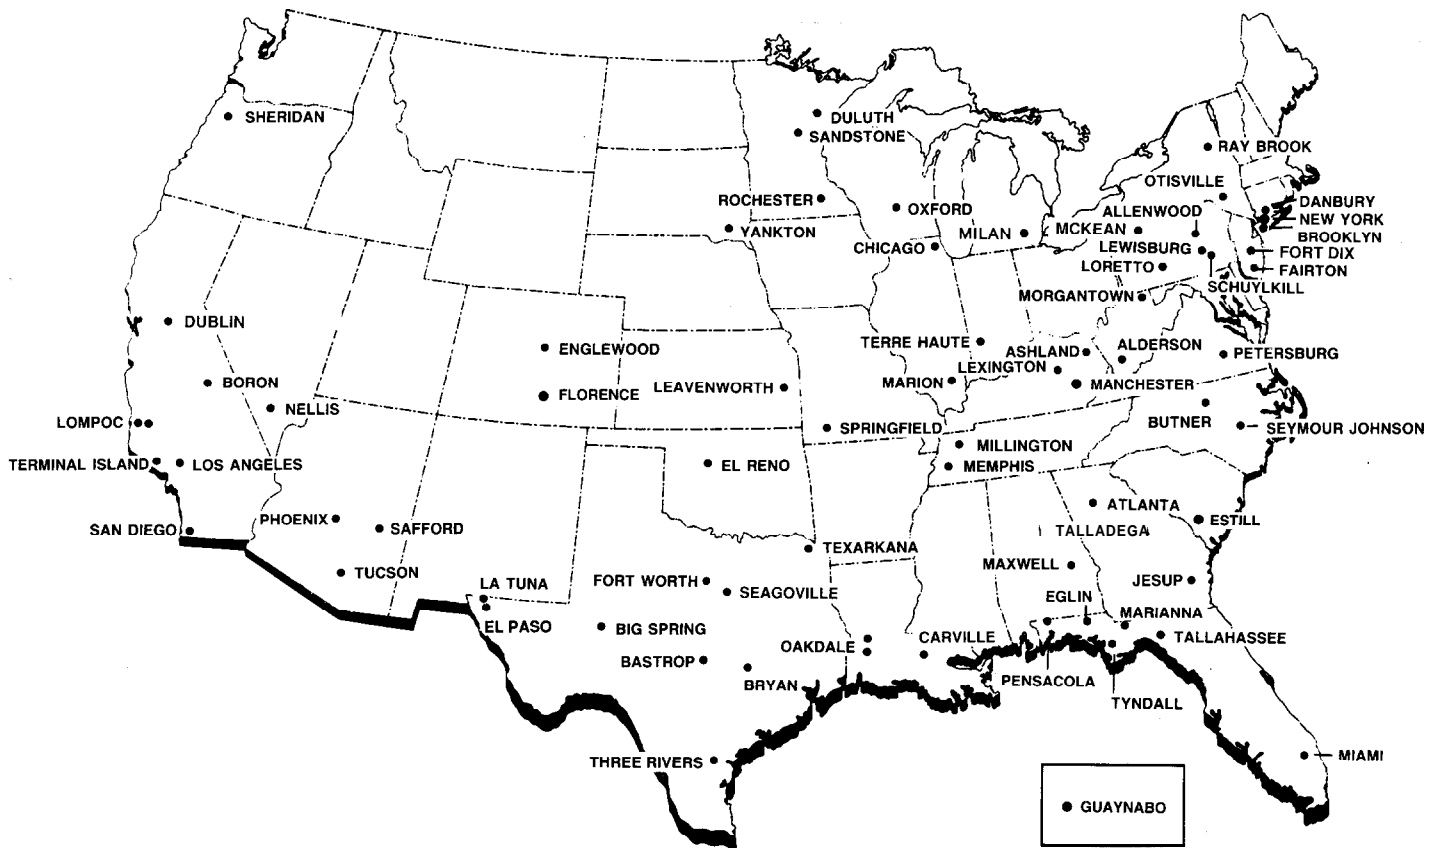 SHERIDAN
DULUTH
SANDSTONE
RAY BROOK
OTISVILLE
ROCHESTER
OXFORD
ALLENWOOD
DANBURY
NEW YORK
BROOKLYN
YANKTON
CHICAGO
MILAN
MCKEAN
LEWISBURG
FORT DIX
LORETTO
FAIRTON
SCHUYLKILL
MORGANTOWN
DUBLIN
ENGLEWOOD
TERRE HAUTE
ASHLAND
ALDERSON
PETERSBURG
LEXINGTON
BORON
LEAVENWORTH
MARION
MANCHESTER
FLORENCE
NELLIS
LOMPOC
SPRINGFIELD
BUTNER
SEYMOUR JOHNSON
MILLINGTON
TERMINAL ISLAND
LOS ANGELES
EL RENO
MEMPHIS
ATLANTA
PHOENIX
SAN DIEGO
SAFFORD
ESTILL
TALLADEGA
TEXARKANA
MAXWELL
TUCSON
LA TUNA
FORT WORTH
SEAGOVILLE
JESUP
EGLIN
MARIANNA
EL PASO
BIG SPRING
CARVILLE
TALLAHASSEE
OAKDALE
BASTROP
BRYAN
PENSACOLA
TYNDALL
THREE RIVERS
MIAMI
GUAYNABO